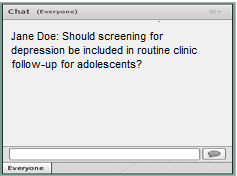 Chat (Everyone)
Jane Doe: Should screening for
depression be included in routine clinic
follow-up for adolescents?
Everyone